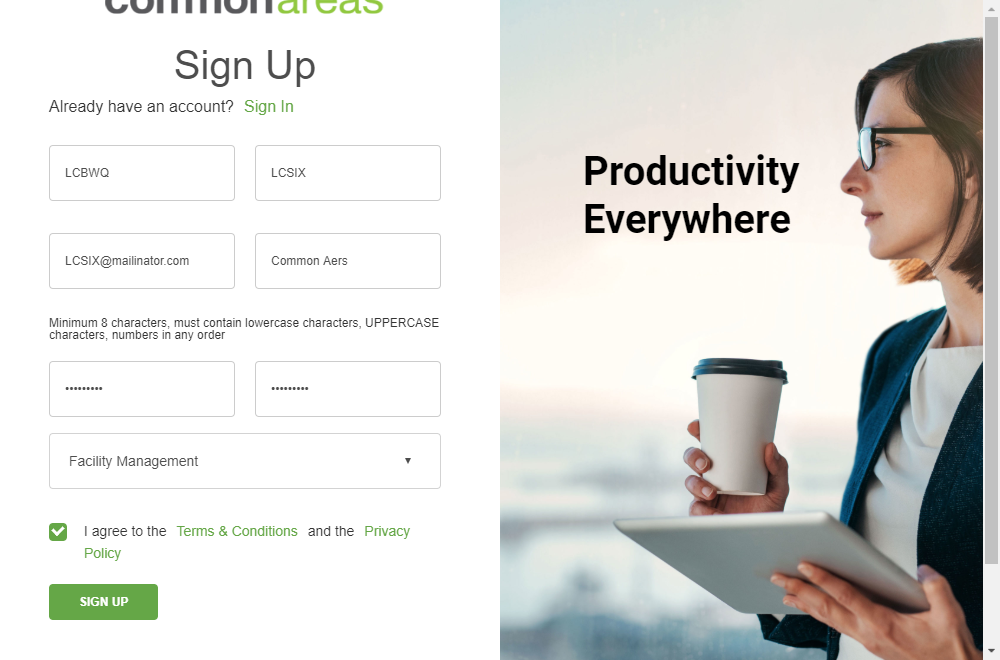 commonareas
Sign Up
Already have an account? Sign In
LCBWQ LCSIX
LCSIX@mailinator.com Common Aers
Minimum 8 characters, must contain lowercase characters, UPPERCASE
characters, numbers in any order
Facility Management
I agree to the Terms & Conditions and the Privacy
Policy
SIGN UP
Productivity
Everywhere